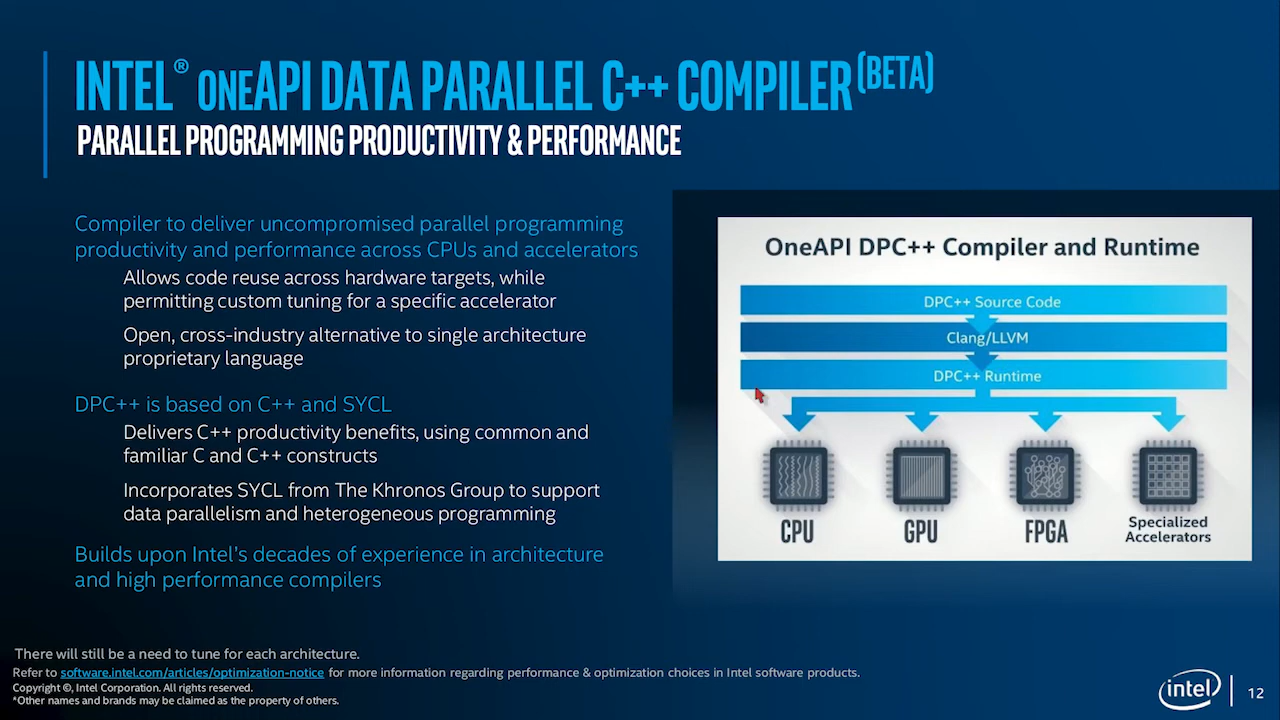 INTEL® ONEAPI DATA PARALLEL C++ COMPILER(BETA)
PARALLEL PROGRAMMING PRODUCTIVITY & PERFORMANCE
Compiler to deliver uncompromised parallel programming
productivity and performance across CPUs and accelerators
Allows code reuse across hardware targets, while
permitting custom tuning for a specific accelerator
Open, cross-industry alternative to single architecture
proprietary language
DPC++ is based on C++ and SYCL
Delivers C++ productivity benefits, using common and
familiar C and C++ constructs
Incorporates SYCL from The Khronos Group to support
data parallelism and heterogeneous programming
Builds upon Intel's decades of experience in architecture
and high performance compilers
OneAPI DPC++ Compiler and Runtime
DPC++ Source Code
Clang/LLVM
DPC++ Runtime
CPU
GPU
FPGA
Specialized
Accelerators
There will still be a need to tune for each architecture.
Refer to software.intel.com/articles/optimization-notice for more information regarding performance & optimization choices in Intel software products.
Copyright ©, Intel Corporation. All rights reserved.
*Other names and brands may be claimed as the property of others.
intel
12